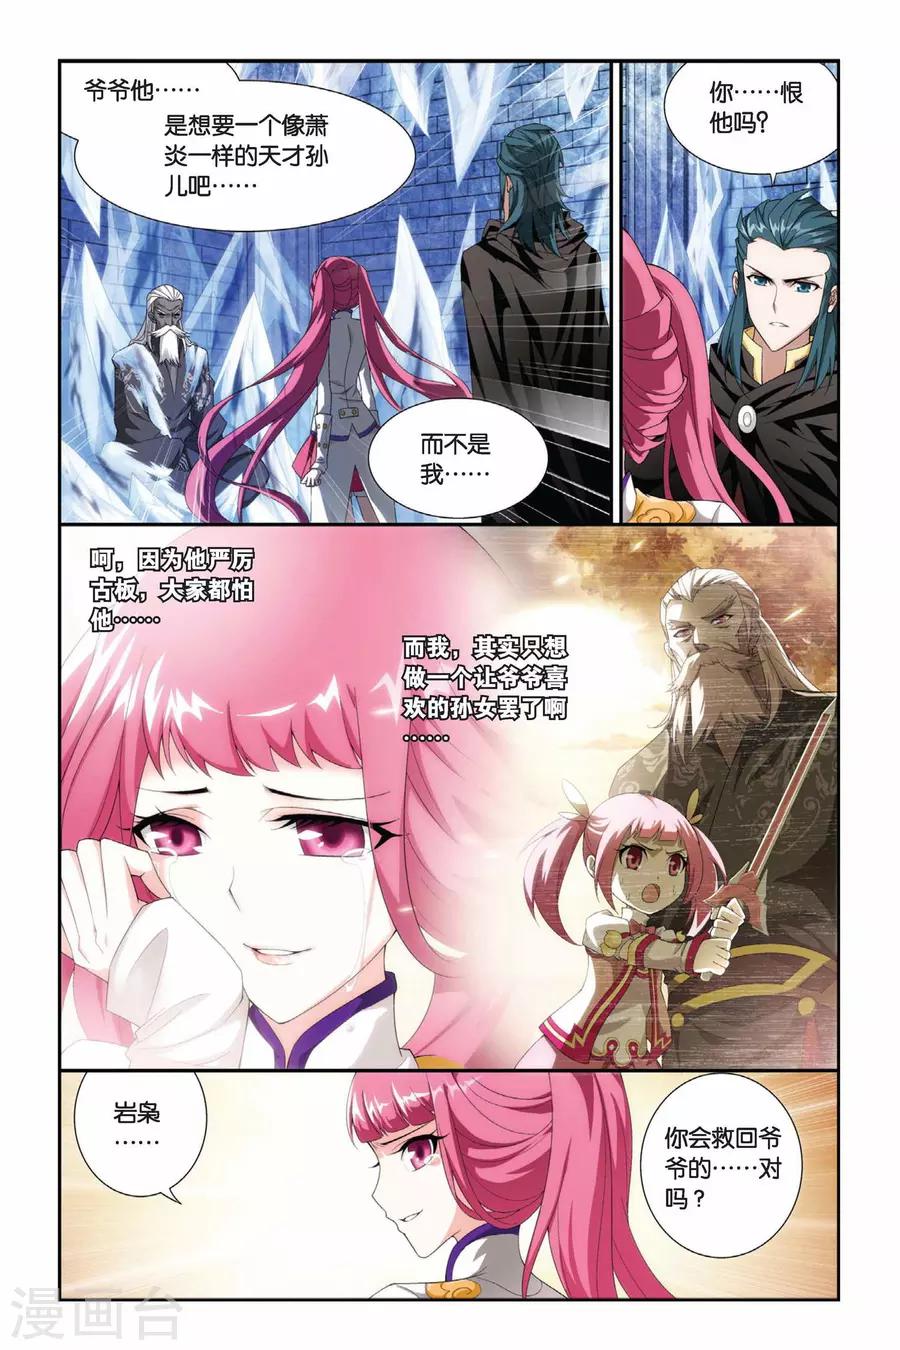 爷爷他……
是想要一个像萧
炎一样的天才孙
儿吧……
而不是
我……
你……恨
他吗?
呵，因为他严厉
古板，大家都怕
他……
而我，其实只想
做一个让爷爷喜
欢的孙女罢了啊
……
岩枭
……
你会救回爷
爷的……对
吗？
漫画台